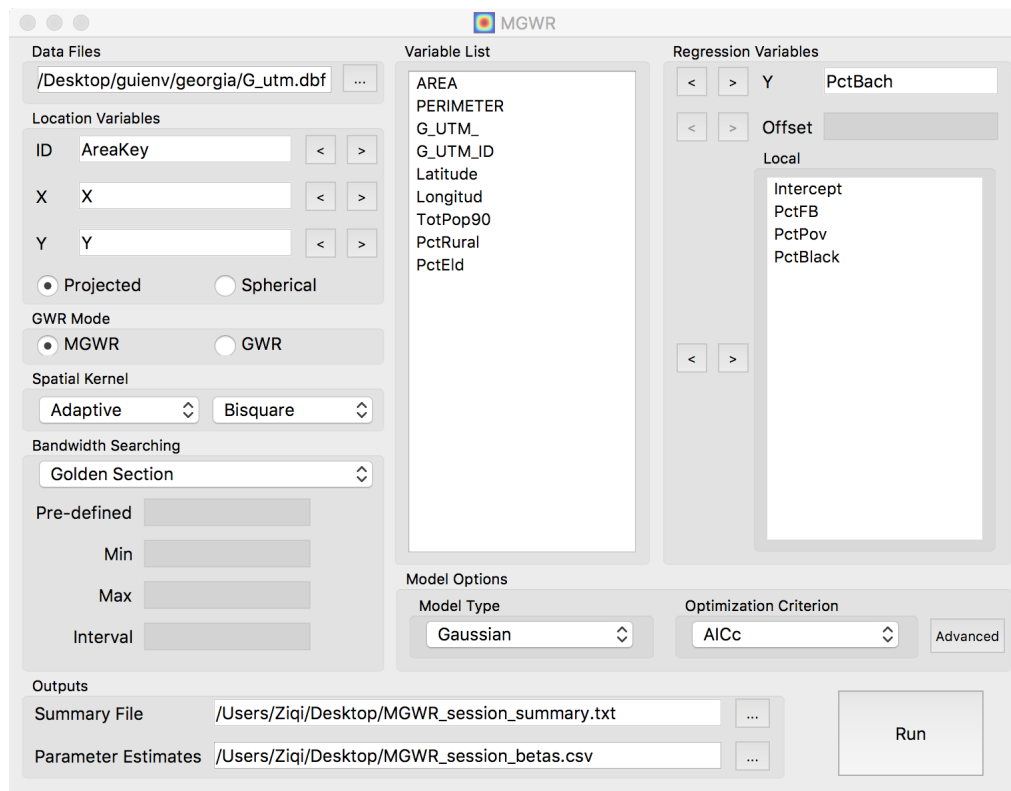 MGWR
Data Files
/Desktop/guienv/georgia/G_utm.dbf ...
Location Variables
ID AreaKey < >
X X < >
Y Y < >
Projected Spherical
GWR Mode
MGWR GWR
Spatial Kernel
Adaptive Bisquare
Bandwidth Searching
Golden Section
Pre-defined
Min
Max
Interval
Variable List
AREA
PERIMETER
G_UTM_
G_UTM_ID
Latitude
Longitud
TotPop90
PctRural
PctEld
Regression Variables
< > Y PctBach
< > Offset
Local
Intercept
PctFB
PctPov
PctBlack
< >
Model Options
Model Type
Gaussian
Optimization Criterion
AICc
Advanced
Outputs
Summary File /Users/Ziqi/Desktop/MGWR_session_summary.txt ...
Parameter Estimates /Users/Ziqi/Desktop/MGWR_session_betas.csv ...
Run